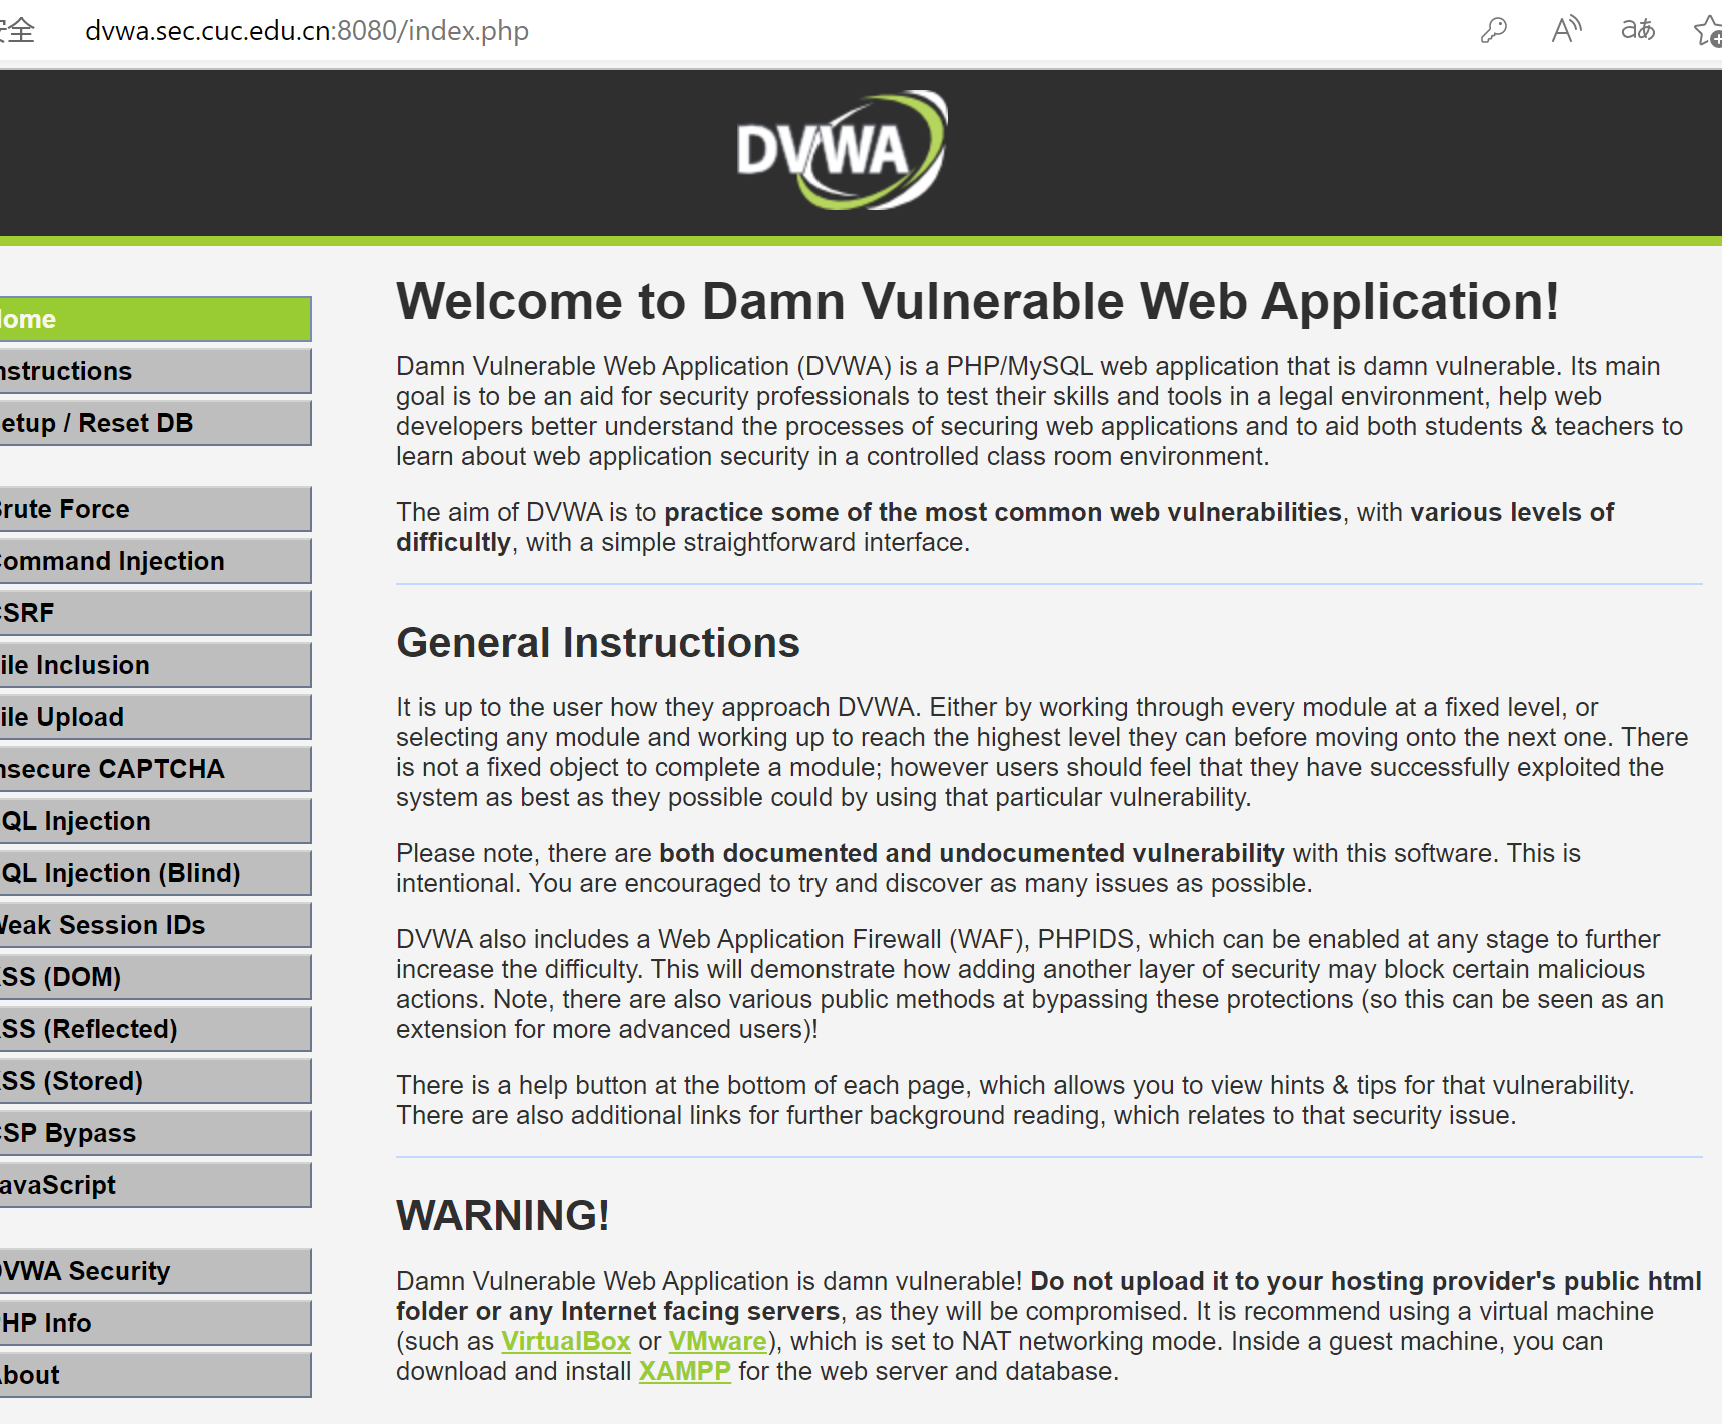 全 dvwa.sec.cuc.edu.cn:8080/index.php
DVWA
Welcome to Damn Vulnerable Web Application!
Damn Vulnerable Web Application (DVWA) is a PHP/MySQL web application that is damn vulnerable. Its main
goal is to be an aid for security professionals to test their skills and tools in a legal environment, help web
developers better understand the processes of securing web applications and to aid both students & teachers to
learn about web application security in a controlled class room environment.
The aim of DVWA is to practice some of the most common web vulnerabilities, with various levels of
difficultly, with a simple straightforward interface.
General Instructions
It is up to the user how they approach DVWA. Either by working through every module at a fixed level, or
selecting any module and working up to reach the highest level they can before moving onto the next one. There
is not a fixed object to complete a module; however users should feel that they have successfully exploited the
system as best as they possible could by using that particular vulnerability.
Please note, there are both documented and undocumented vulnerability with this software. This is
intentional. You are encouraged to try and discover as many issues as possible.
DVWA also includes a Web Application Firewall (WAF), PHPIDS, which can be enabled at any stage to further
increase the difficulty. This will demonstrate how adding another layer of security may block certain malicious
actions. Note, there are also various public methods at bypassing these protections (so this can be seen as an
extension for more advanced users)!
There is a help button at the bottom of each page, which allows you to view hints & tips for that vulnerability.
There are also additional links for further background reading, which relates to that security issue.
WARNING!
Damn Vulnerable Web Application is damn vulnerable! Do not upload it to your hosting provider's public html
folder or any Internet facing servers, as they will be compromised. It is recommend using a virtual machine
(such as VirtualBox or VMware), which is set to NAT networking mode. Inside a guest machine, you can
download and install XAMPP for the web server and database.
ome
nstructions
etup / Reset DB
rute Force
ommand Injection
SRF
ile Inclusion
ile Upload
nsecure CAPTCHA
QL Injection
QL Injection (Blind)
eak Session IDs
SS (DOM)
SS (Reflected)
SS (Stored)
SP Bypass
avaScript
VWA Security
HP Info
bout